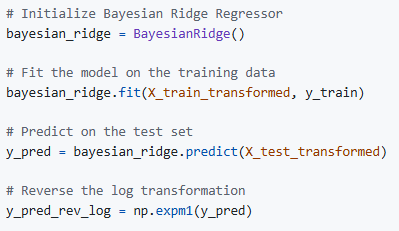 # Initialize Bayesian Ridge Regressor
bayesian_ridge = BayesianRidge()
# Fit the model on the training data
bayesian_ridge.fit(X_train_transformed, y_train)
# Predict on the test set
y_pred = bayesian_ridge.predict(X_test_transformed)
# Reverse the log transformation
y_pred_rev_log = np.expm1(y_pred)